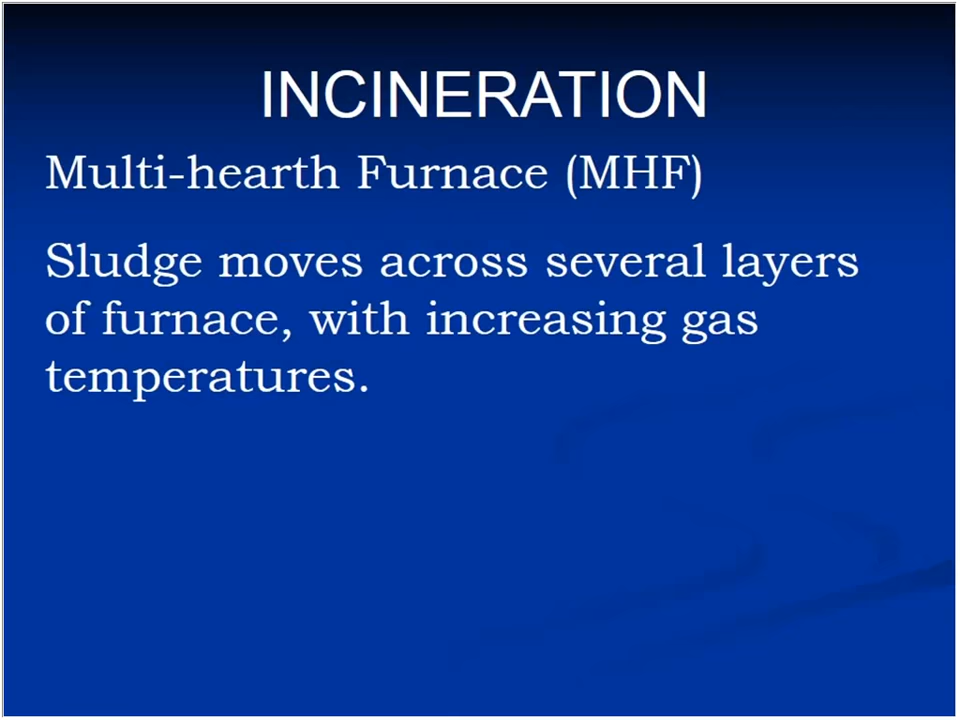 INCINERATION
Multi-hearth Furnace (MHF)
Sludge moves across several layers
of furnace, with increasing gas
temperatures.